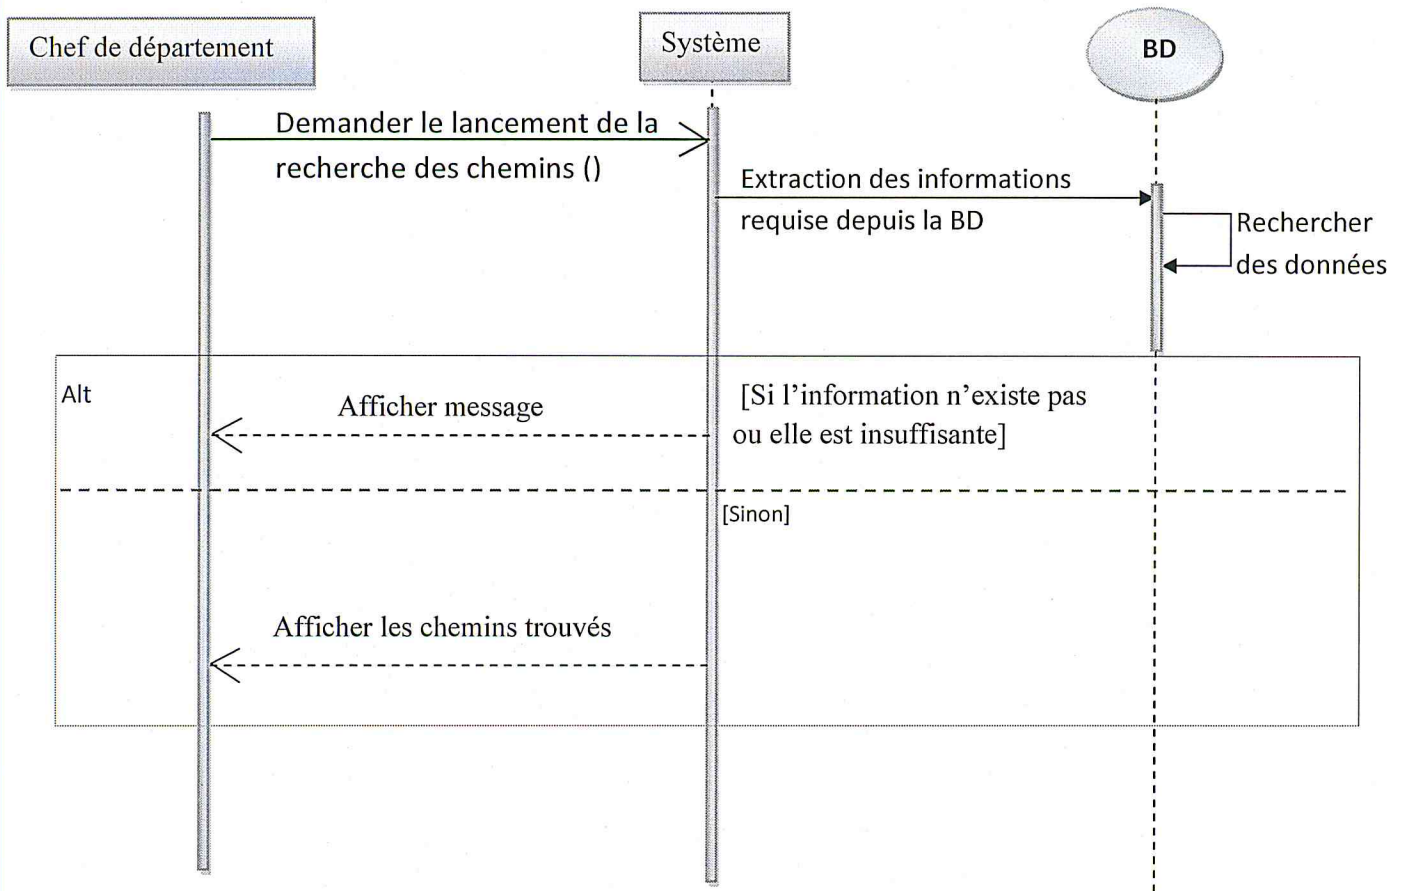 Chef de département
Système
BD
Demander le lancement de la
recherche des chemins ()
Extraction des informations
requise depuis la BD
Rechercher
des données
Alt
Afficher message
[Si l’information n’existe pas
ou elle est insuffisante]
[Sinon]
Afficher les chemins trouvés